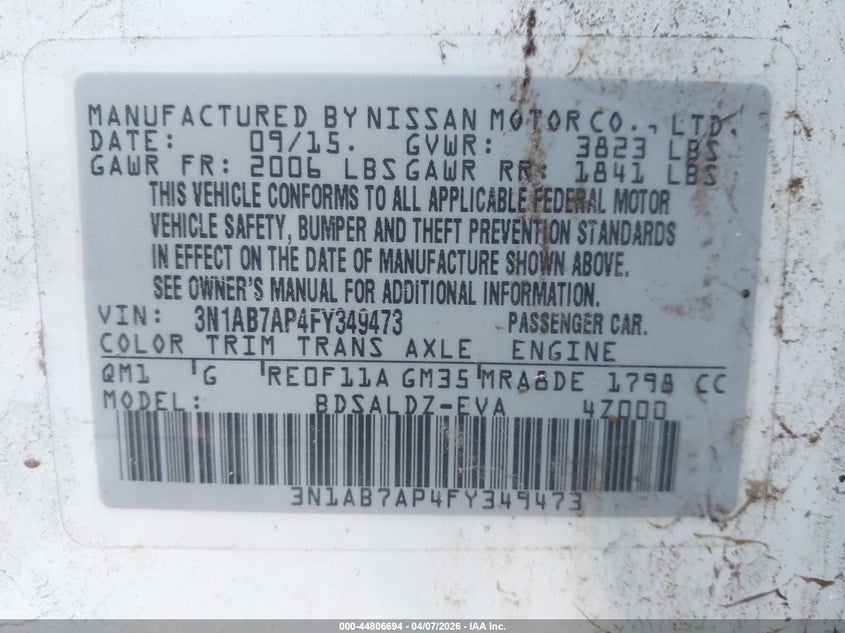 MANUFACTURED BY NISSAN MOTOR CO., LTD.
DATE: 09/15. GVWR: 3823 LBS
GAWR FR: 2006 LBS GAWR RR: 1841 LBS
THIS VEHICLE CONFORMS TO ALL APPLICABLE FEDERAL MOTOR
VEHICLE SAFETY, BUMPER AND THEFT PREVENTION STANDARDS
IN EFFECT ON THE DATE OF MANUFACTURE SHOWN ABOVE.
SEE OWNER'S MANUAL FOR ADDITIONAL INFORMATION.
VIN: 3N1AB7AP4FY349473 PASSENGER CAR.
COLOR TRIM TRANS AXLE ENGINE
QM1 G RE0F11A GM35 MRA8DE 1798 CC
MODEL: BDSALDZ-EVA 4Z000
3N1AB7AP4FY349473
000-44806694 04/07/2026 IAA Inc.